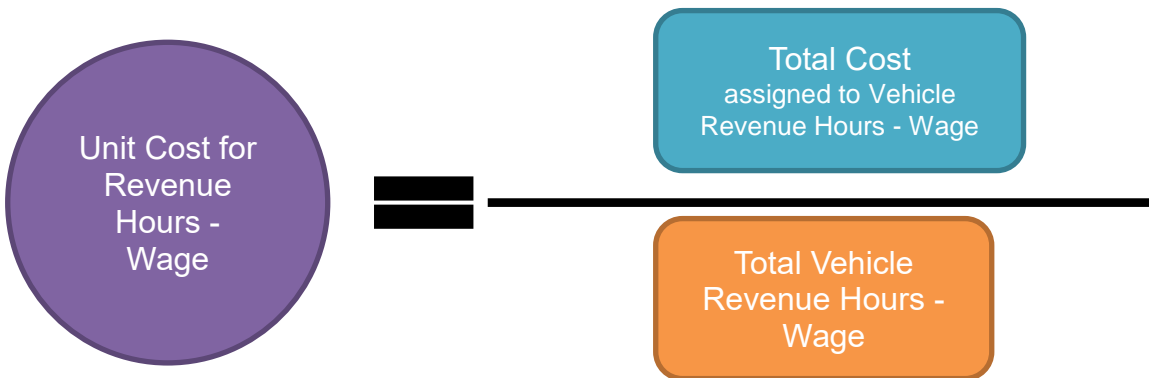 Unit Cost for
Revenue
Hours -
Wage
Total Cost
assigned to Vehicle
Revenue Hours - Wage
Total Vehicle
Revenue Hours -
Wage